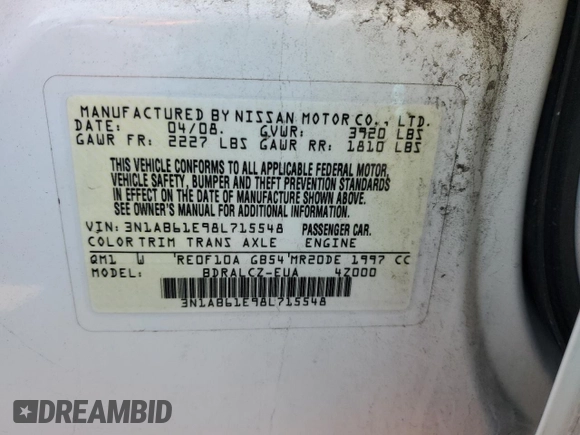 MANUFACTURED BY NISSAN MOTOR CO., LTD.
DATE: 04/08. GVWR: 3920 LBS
GAWR FR: 2227 LBS GAWR RR: 1810 LBS
THIS VEHICLE CONFORMS TO ALL APPLICABLE FEDERAL MOTOR
VEHICLE SAFETY, BUMPER AND THEFT PREVENTION STANDARDS
IN EFFECT ON THE DATE OF MANUFACTURE SHOWN ABOVE.
SEE OWNER'S MANUAL FOR ADDITIONAL INFORMATION.
VIN: 3N1AB61E98L715548 PASSENGER CAR.
COLOR TRIM TRANS AXLE ENGINE
QM1 W RE0F10A GB54 MR20DE 1997 CC
MODEL: BDRALCZ-EUA 4Z000
3N1AB61E98L715548
DREAMBID